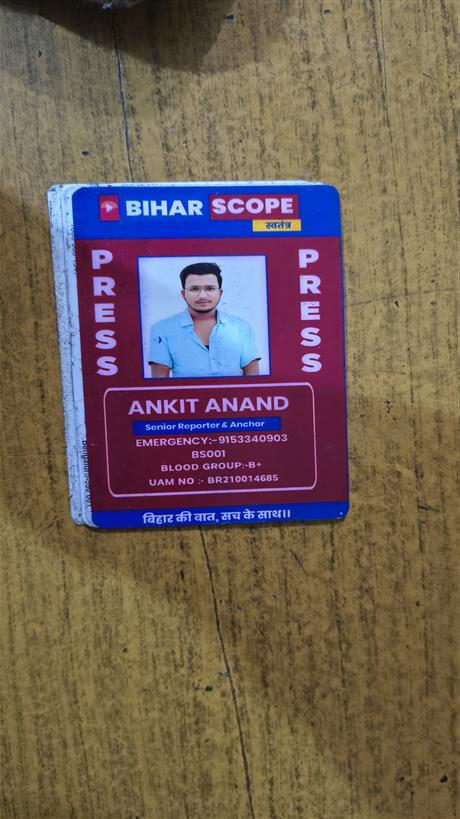 BIHAR SCOPE
स्वतंत्र
PRESS
PRESS
ANKIT ANAND
Senior Reporter & Anchor
EMERGENCY:-9153340903
BS001
BLOOD GROUP:-B+
UAM NO :- BR210014685
बिहार की बात, सच के साथ।।